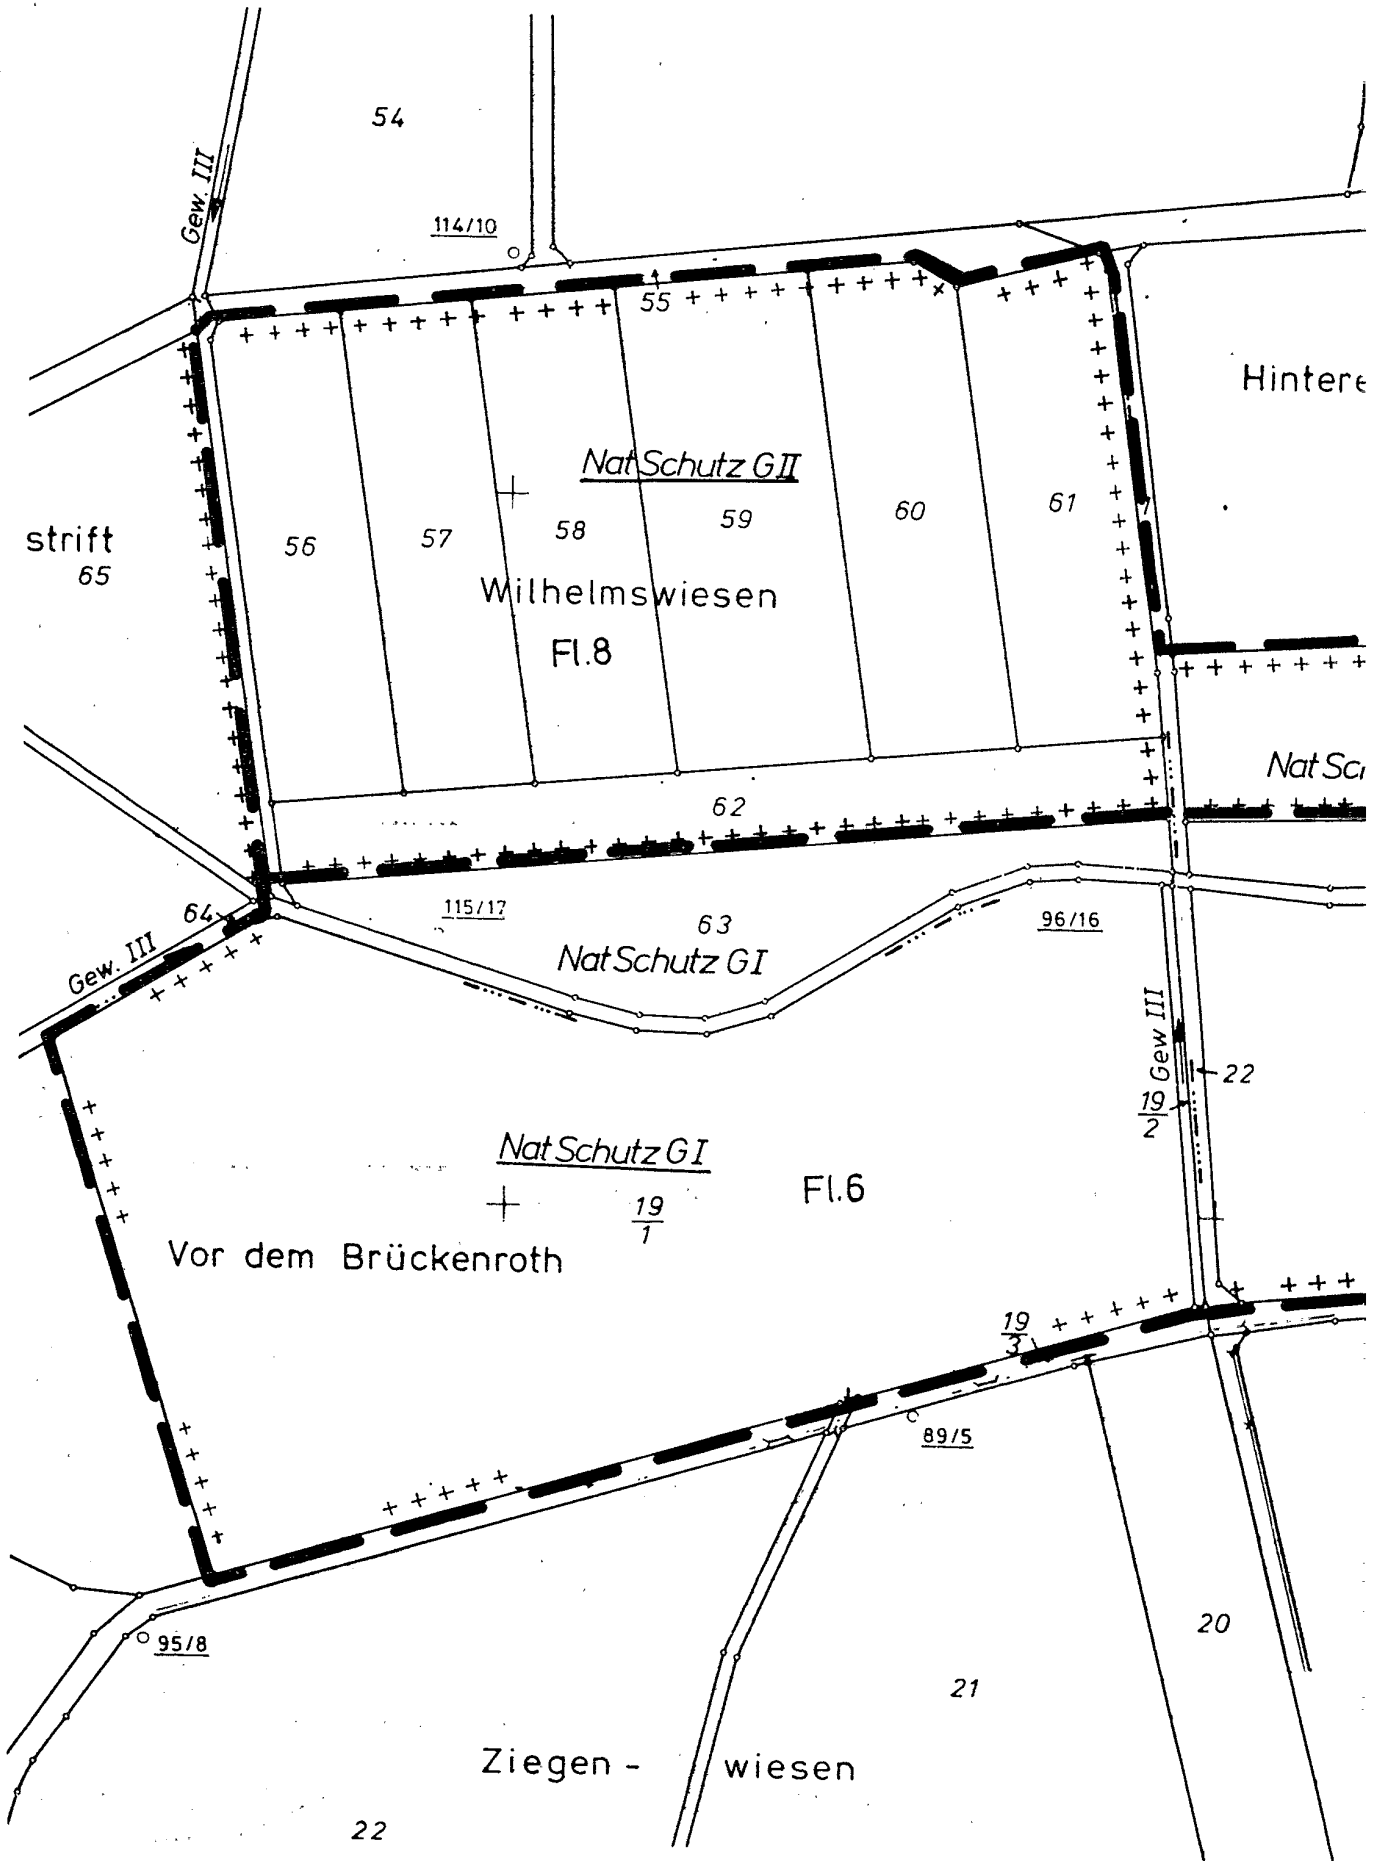 54
Gew. III
114/10
55
Hintere
Nat Schutz G II
strift
65
56
57
58
59
60
61
Wilhelmswiesen
Fl.8
Nat Sc
62
64
115/17
63
96/16
Gew. III
Nat Schutz G I
Gew III
22
19
2
Nat Schutz G I
19
1
Fl.6
Vor dem Brückenroth
19
3
89/5
95/8
20
21
Ziegen - wiesen
22